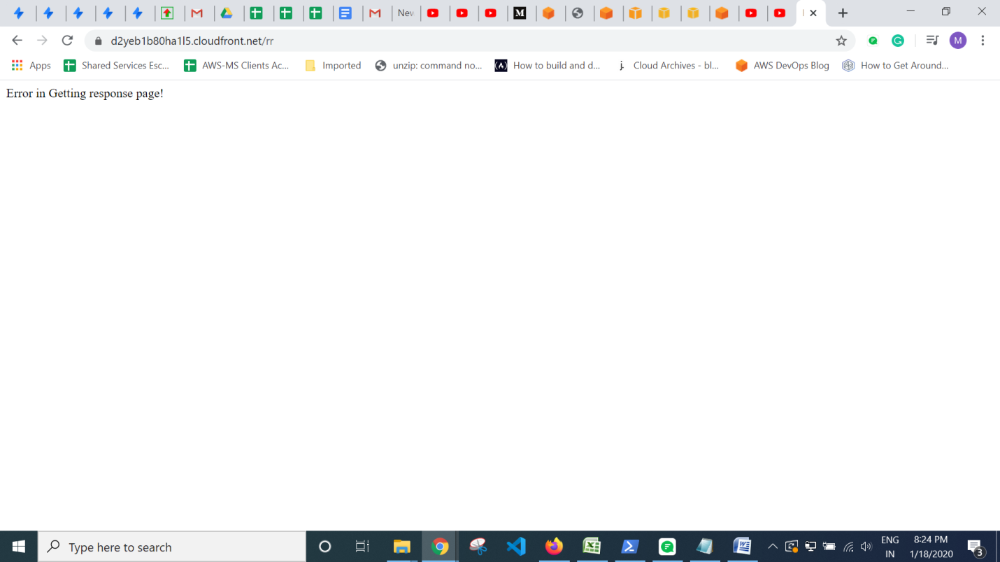 New
M
d2yeb1b80ha1l5.cloudfront.net/rr
M
Apps
Shared Services Esc...
AWS-MS Clients Ac...
Imported
unzip: command no...
(A)
How to build and d...
j.
Cloud Archives - bl...
AWS DevOps Blog
How to Get Around...
Error in Getting response page!
Type here to search
ENG
IN
8:24 PM
1/18/2020
3